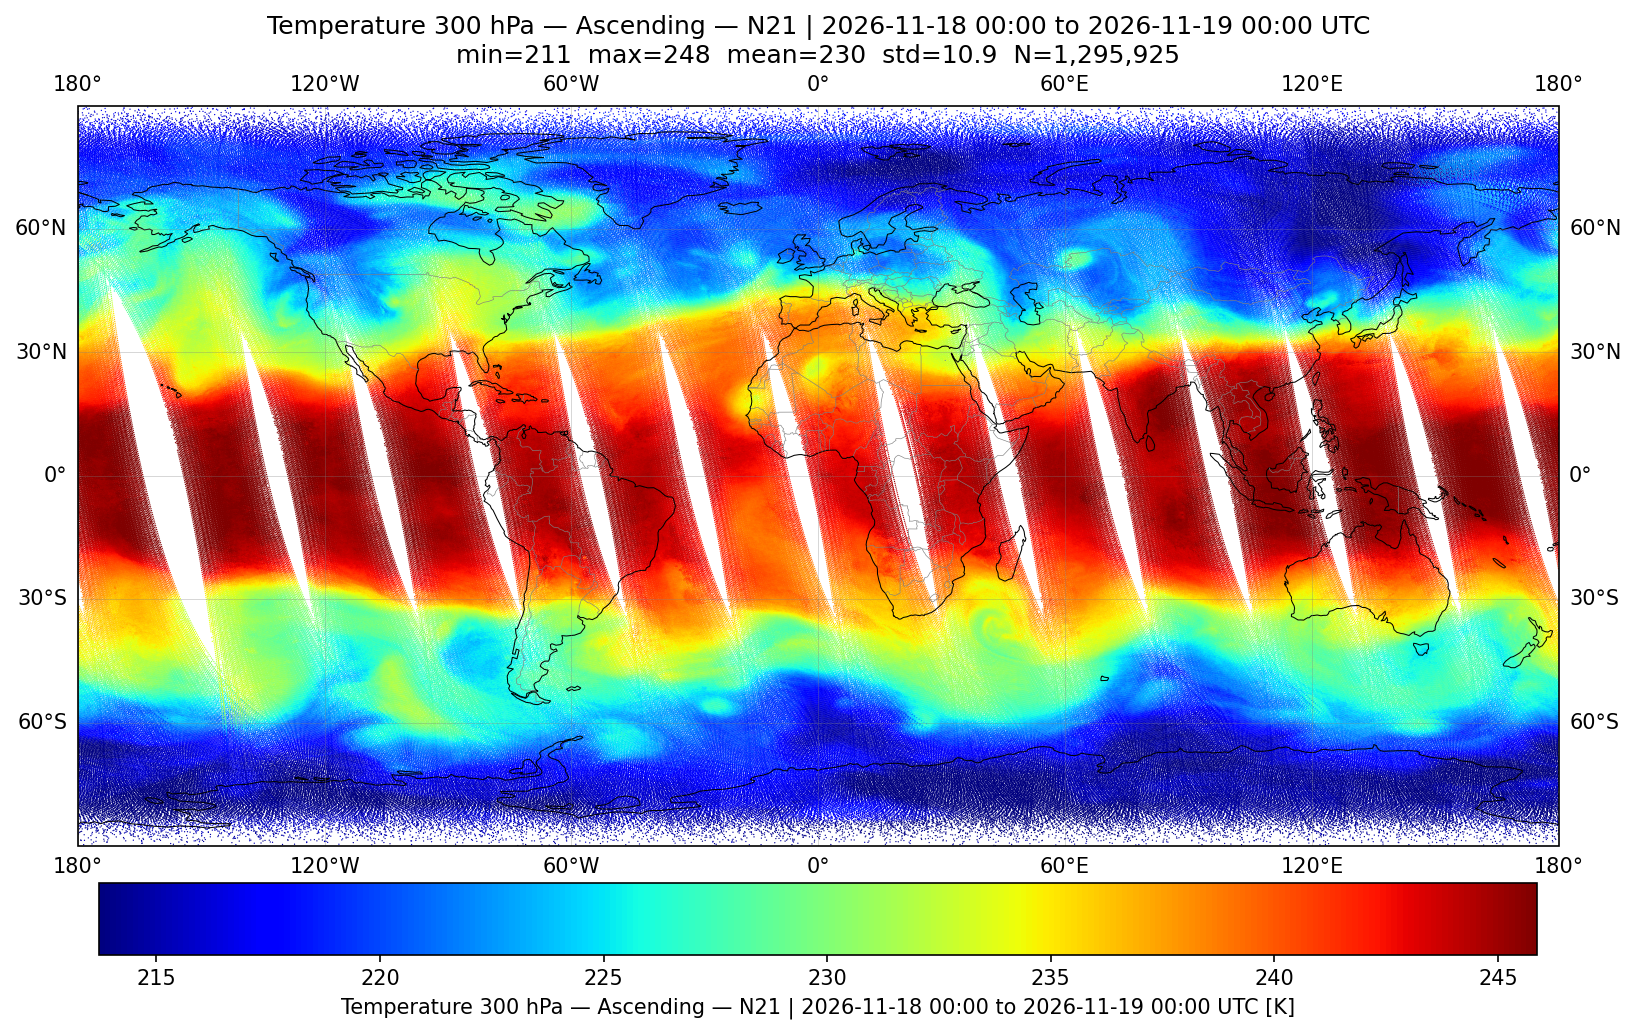 Temperature 300 hPa — Ascending — N21 | 2026-11-18 00:00 to 2026-11-19 00:00 UTC
min=211  max=248  mean=230  std=10.9  N=1,295,925
180° 120°W 60°W 0° 60°E 120°E 180°
60°N 60°N
30°N 30°N
0° 0°
30°S 30°S
60°S 60°S
180° 120°W 60°W 0° 60°E 120°E 180°
215 220 225 230 235 240 245
Temperature 300 hPa — Ascending — N21 | 2026-11-18 00:00 to 2026-11-19 00:00 UTC [K]